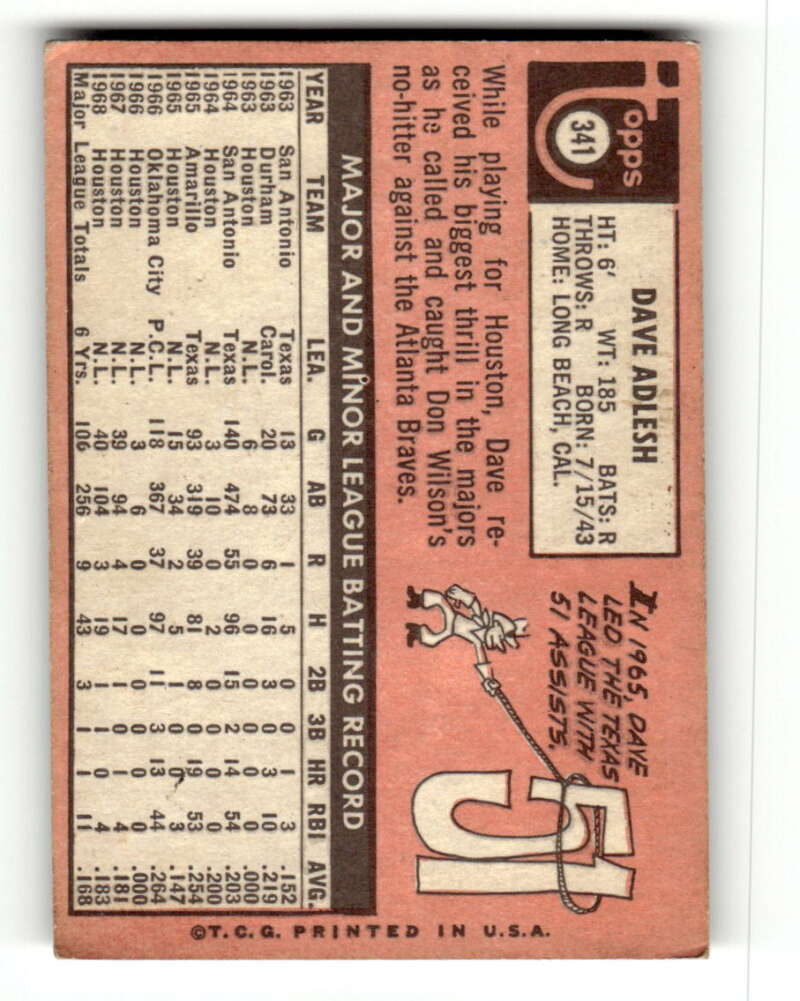 Topps
341
DAVE ADLESH
HT: 6' WT: 185 BATS: R
THROWS: R BORN: 7/15/43
HOME: LONG BEACH, CAL.
While playing for Houston, Dave re-
ceived his biggest thrill in the majors
as he called and caught Don Wilson's
no-hitter against the Atlanta Braves.
IN 1965, DAVE
LED THE TEXAS
LEAGUE WITH
51 ASSISTS.
51
MAJOR AND MINOR LEAGUE BATTING RECORD
YEAR TEAM LEA. G AB R H 2B 3B HR RBI AVG.
1963 San Antonio Texas 13 33 1 5 0 0 1 3 .152
1963 Durham Carol. 20 73 6 16 3 0 3 10 .219
1963 Houston N.L. 6 8 0 0 0 0 0 0 .000
1964 San Antonio Texas 140 474 55 96 15 2 14 54 .203
1964 Houston N.L. 3 10 0 2 0 0 0 0 .200
1965 Amarillo Texas 93 319 39 81 8 1 19 53 .254
1965 Houston N.L. 15 34 2 5 1 0 0 3 .147
1966 Oklahoma City P.C.L. 118 367 37 97 11 3 13 44 .264
1966 Houston N.L. 3 6 0 0 0 0 0 0 .000
1967 Houston N.L. 39 94 4 17 1 0 1 4 .181
1968 Houston N.L. 40 104 3 19 1 1 0 4 .183
Major League Totals 6 Yrs. 106 256 9 43 3 1 1 11 .168
©T.C.G. PRINTED IN U.S.A.